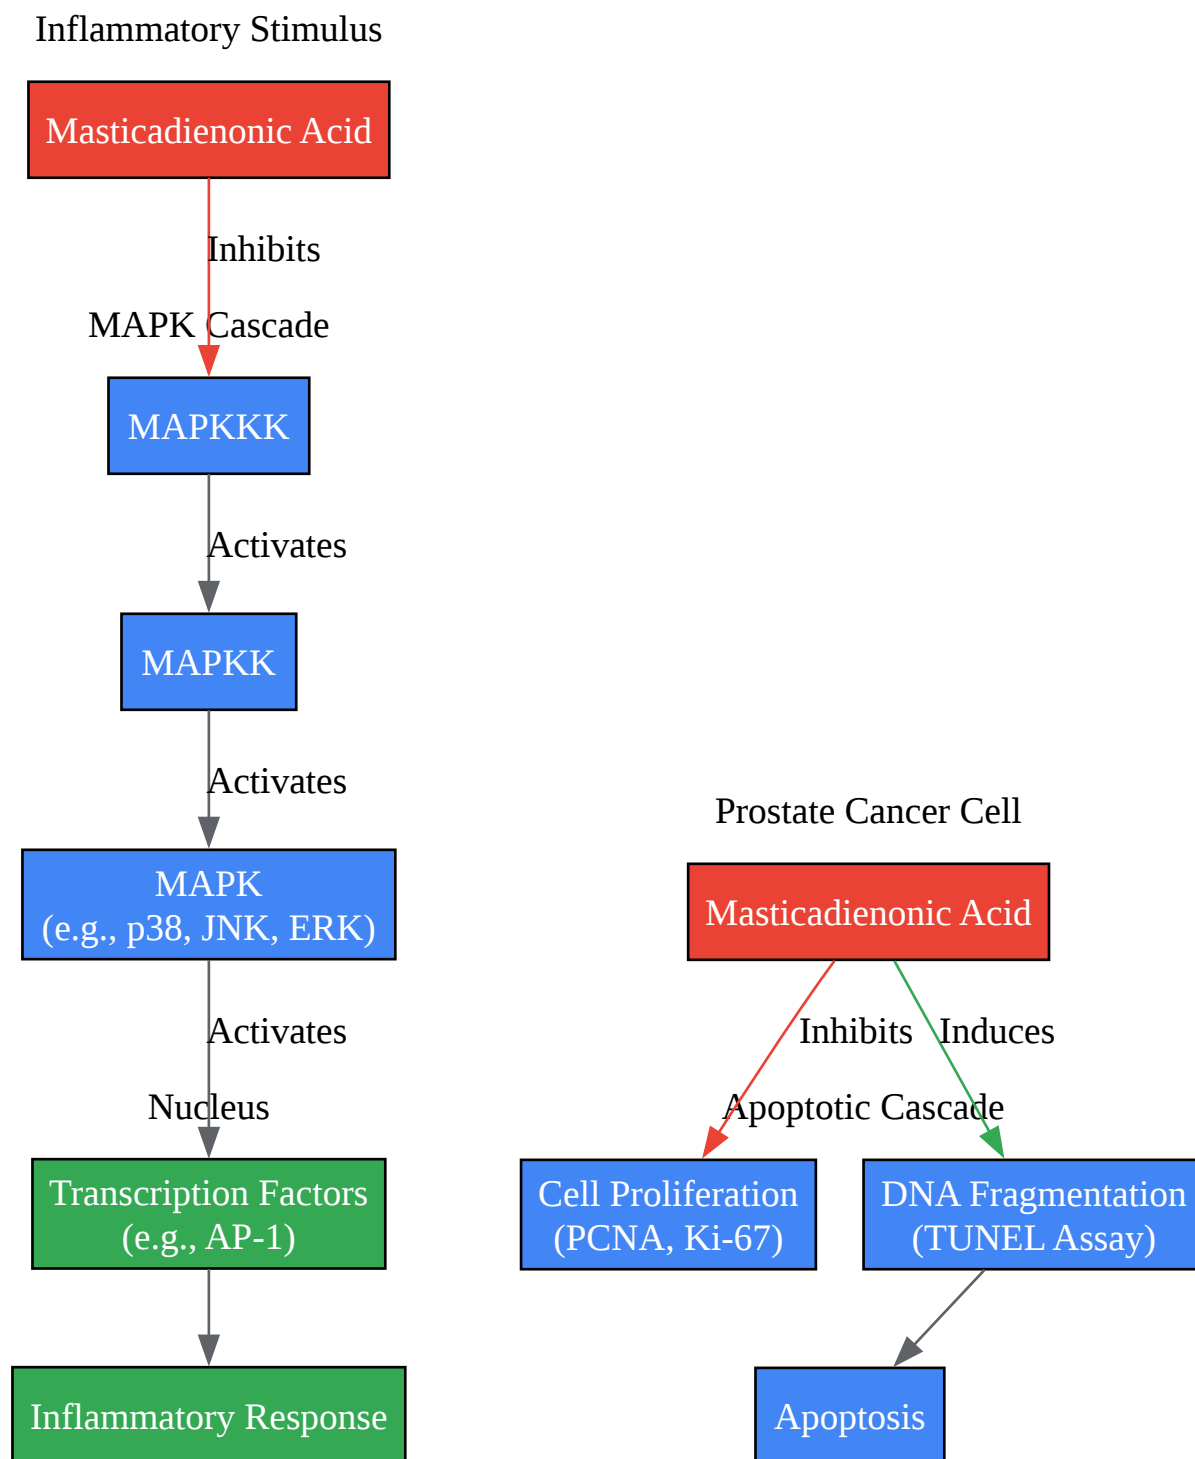 Inflammatory Stimulus
Masticadienonic Acid
Inhibits
MAPK Cascade
MAPKKK
Activates
MAPKK
Activates
MAPK
(e.g., p38, JNK, ERK)
Activates
Nucleus
Transcription Factors
(e.g., AP-1)
Inflammatory Response
Prostate Cancer Cell
Masticadienonic Acid
Inhibits
Induces
Apoptotic Cascade
Cell Proliferation
(PCNA, Ki-67)
DNA Fragmentation
(TUNEL Assay)
Apoptosis